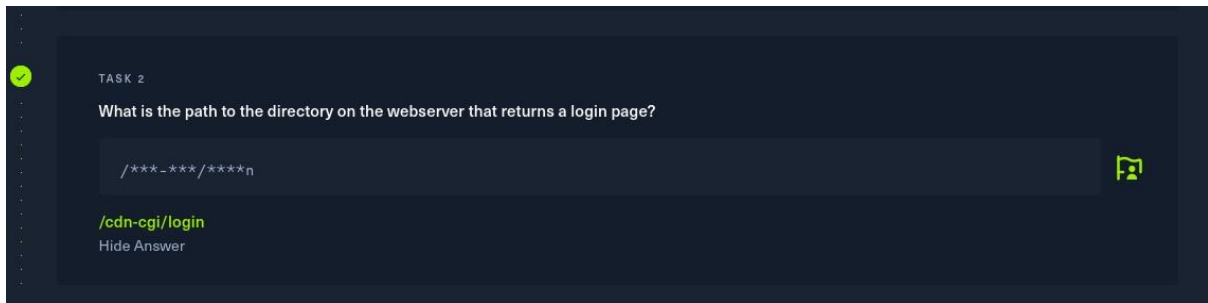 TASK 2
What is the path to the directory on the webserver that returns a login page?
/***-***/****n
/cdn-cgi/login
Hide Answer